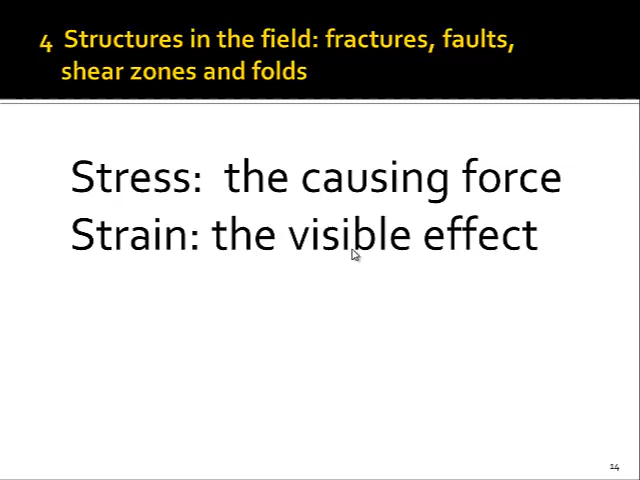 4 Structures in the field: fractures, faults,
shear zones and folds
Stress: the causing force
Strain: the visible effect
14